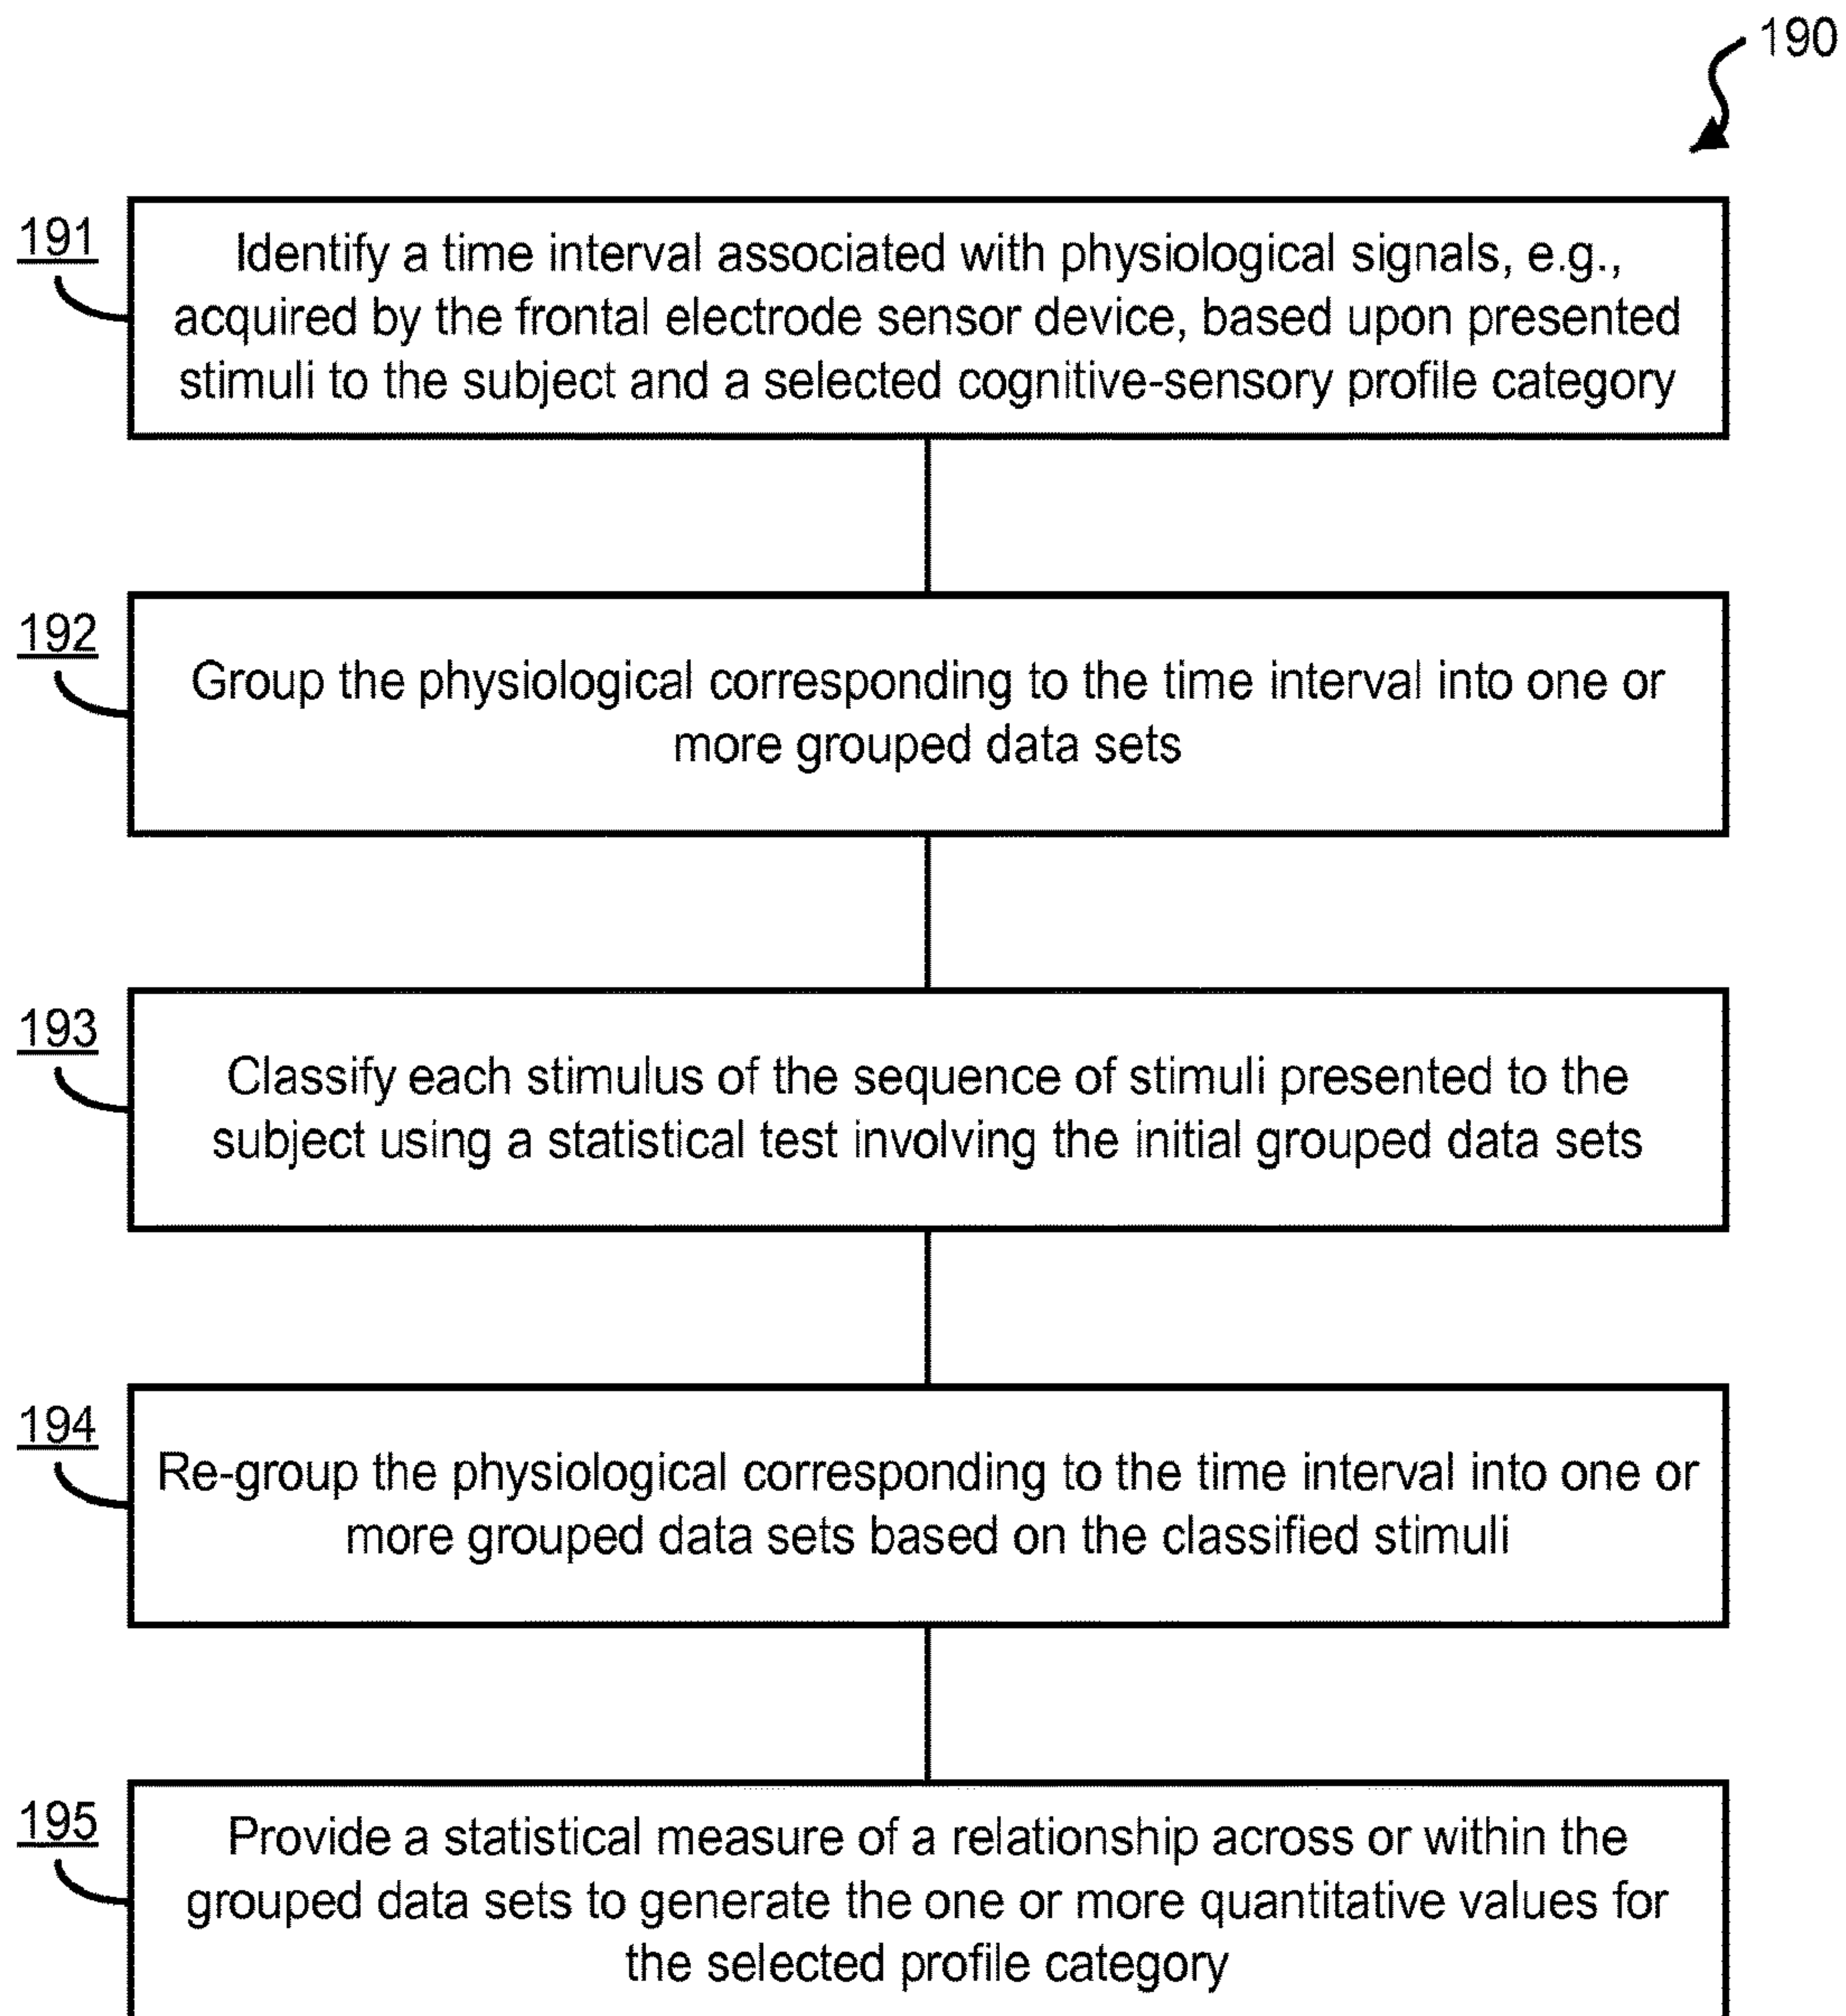 190
191
Identify a time interval associated with physiological signals, e.g.,
acquired by the frontal electrode sensor device, based upon presented
stimuli to the subject and a selected cognitive-sensory profile category
192
Group the physiological corresponding to the time interval into one or
more grouped data sets
193
Classify each stimulus of the sequence of stimuli presented to the
subject using a statistical test involving the initial grouped data sets
194
Re-group the physiological corresponding to the time interval into one or
more grouped data sets based on the classified stimuli
195
Provide a statistical measure of a relationship across or within the
grouped data sets to generate the one or more quantitative values for
the selected profile category